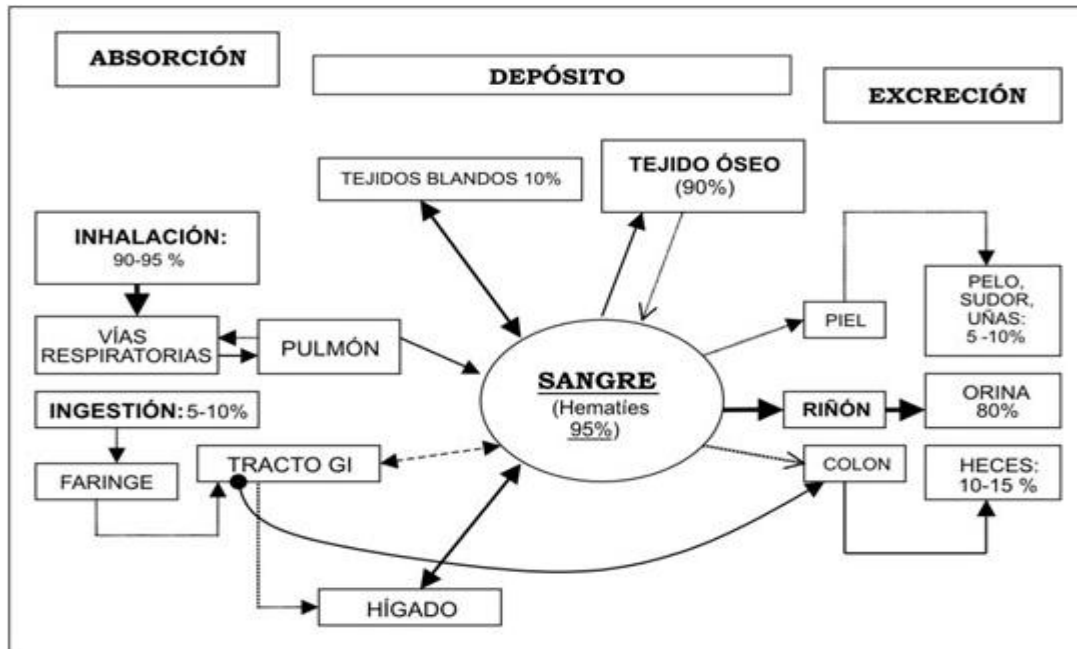 ABSORCIÓN
DEPÓSITO
EXCRECIÓN
TEJIDOS BLANDOS 10%
TEJIDO ÓSEO
(90%)
INHALACIÓN:
90-95 %
VÍAS
RESPIRATORIAS
PULMÓN
INGESTIÓN: 5-10%
FARINGE
TRACTO GI
HÍGADO
SANGRE
(Hematíes
95%)
PIEL
PELO,
SUDOR,
UÑAS:
5 -10%
RIÑÓN
ORINA
80%
COLON
HECES:
10-15 %